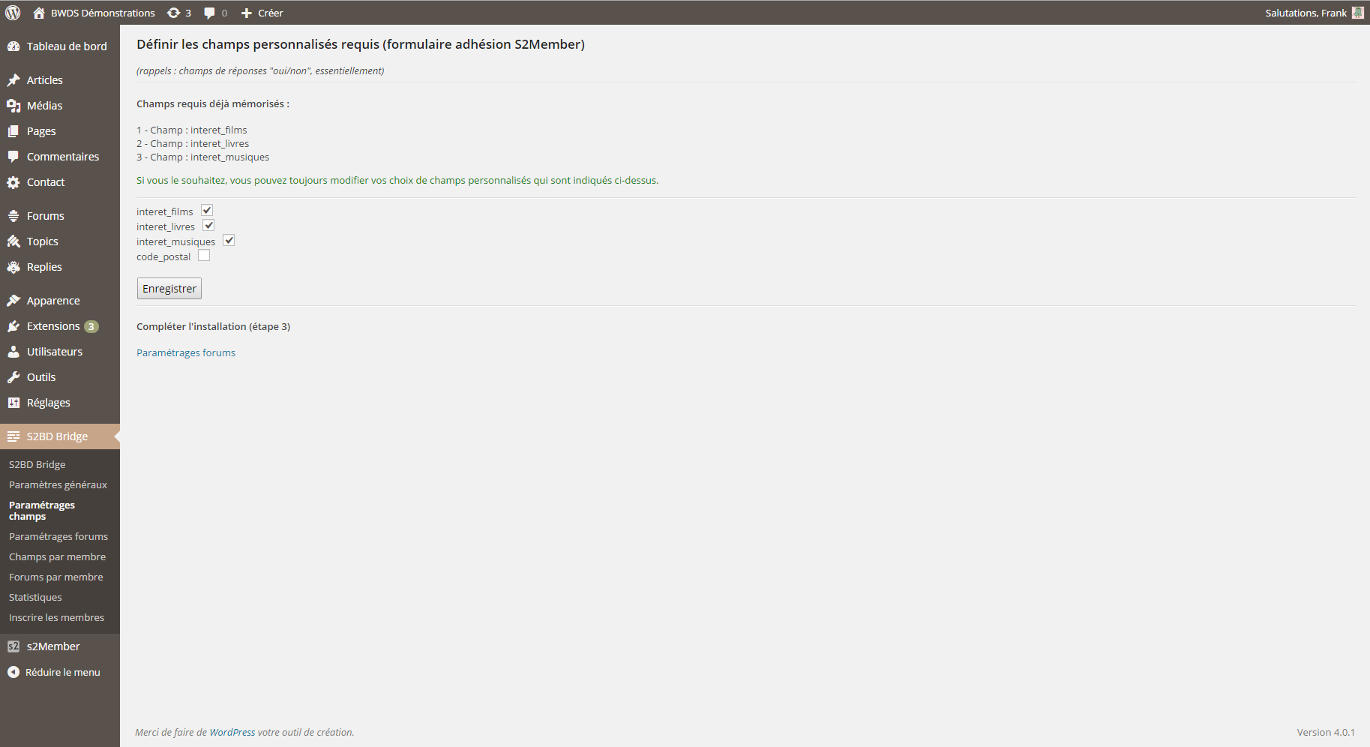 BWDS Démonstrations 3 0 Créer Salutations, Frank
Tableau de bord
Articles
Médias
Pages
Commentaires
Contact
Forums
Topics
Replies
Apparence
Extensions 3
Utilisateurs
Outils
Réglages
S2BD Bridge
S2BD Bridge
Paramètres généraux
Paramétrages
champs
Paramétrages forums
Champs par membre
Forums par membre
Statistiques
Inscrire les membres
s2 s2Member
Réduire le menu
Définir les champs personnalisés requis (formulaire adhésion S2Member)
(rappels : champs de réponses "oui/non", essentiellement)
Champs requis déjà mémorisés :
1 - Champ : interet_films
2 - Champ : interet_livres
3 - Champ : interet_musiques
Si vous le souhaitez, vous pouvez toujours modifier vos choix de champs personnalisés qui sont indiqués ci-dessus.
interet_films
interet_livres
interet_musiques
code_postal
Enregistrer
Compléter l'installation (étape 3)
Paramétrages forums
Merci de faire de WordPress votre outil de création. Version 4.0.1